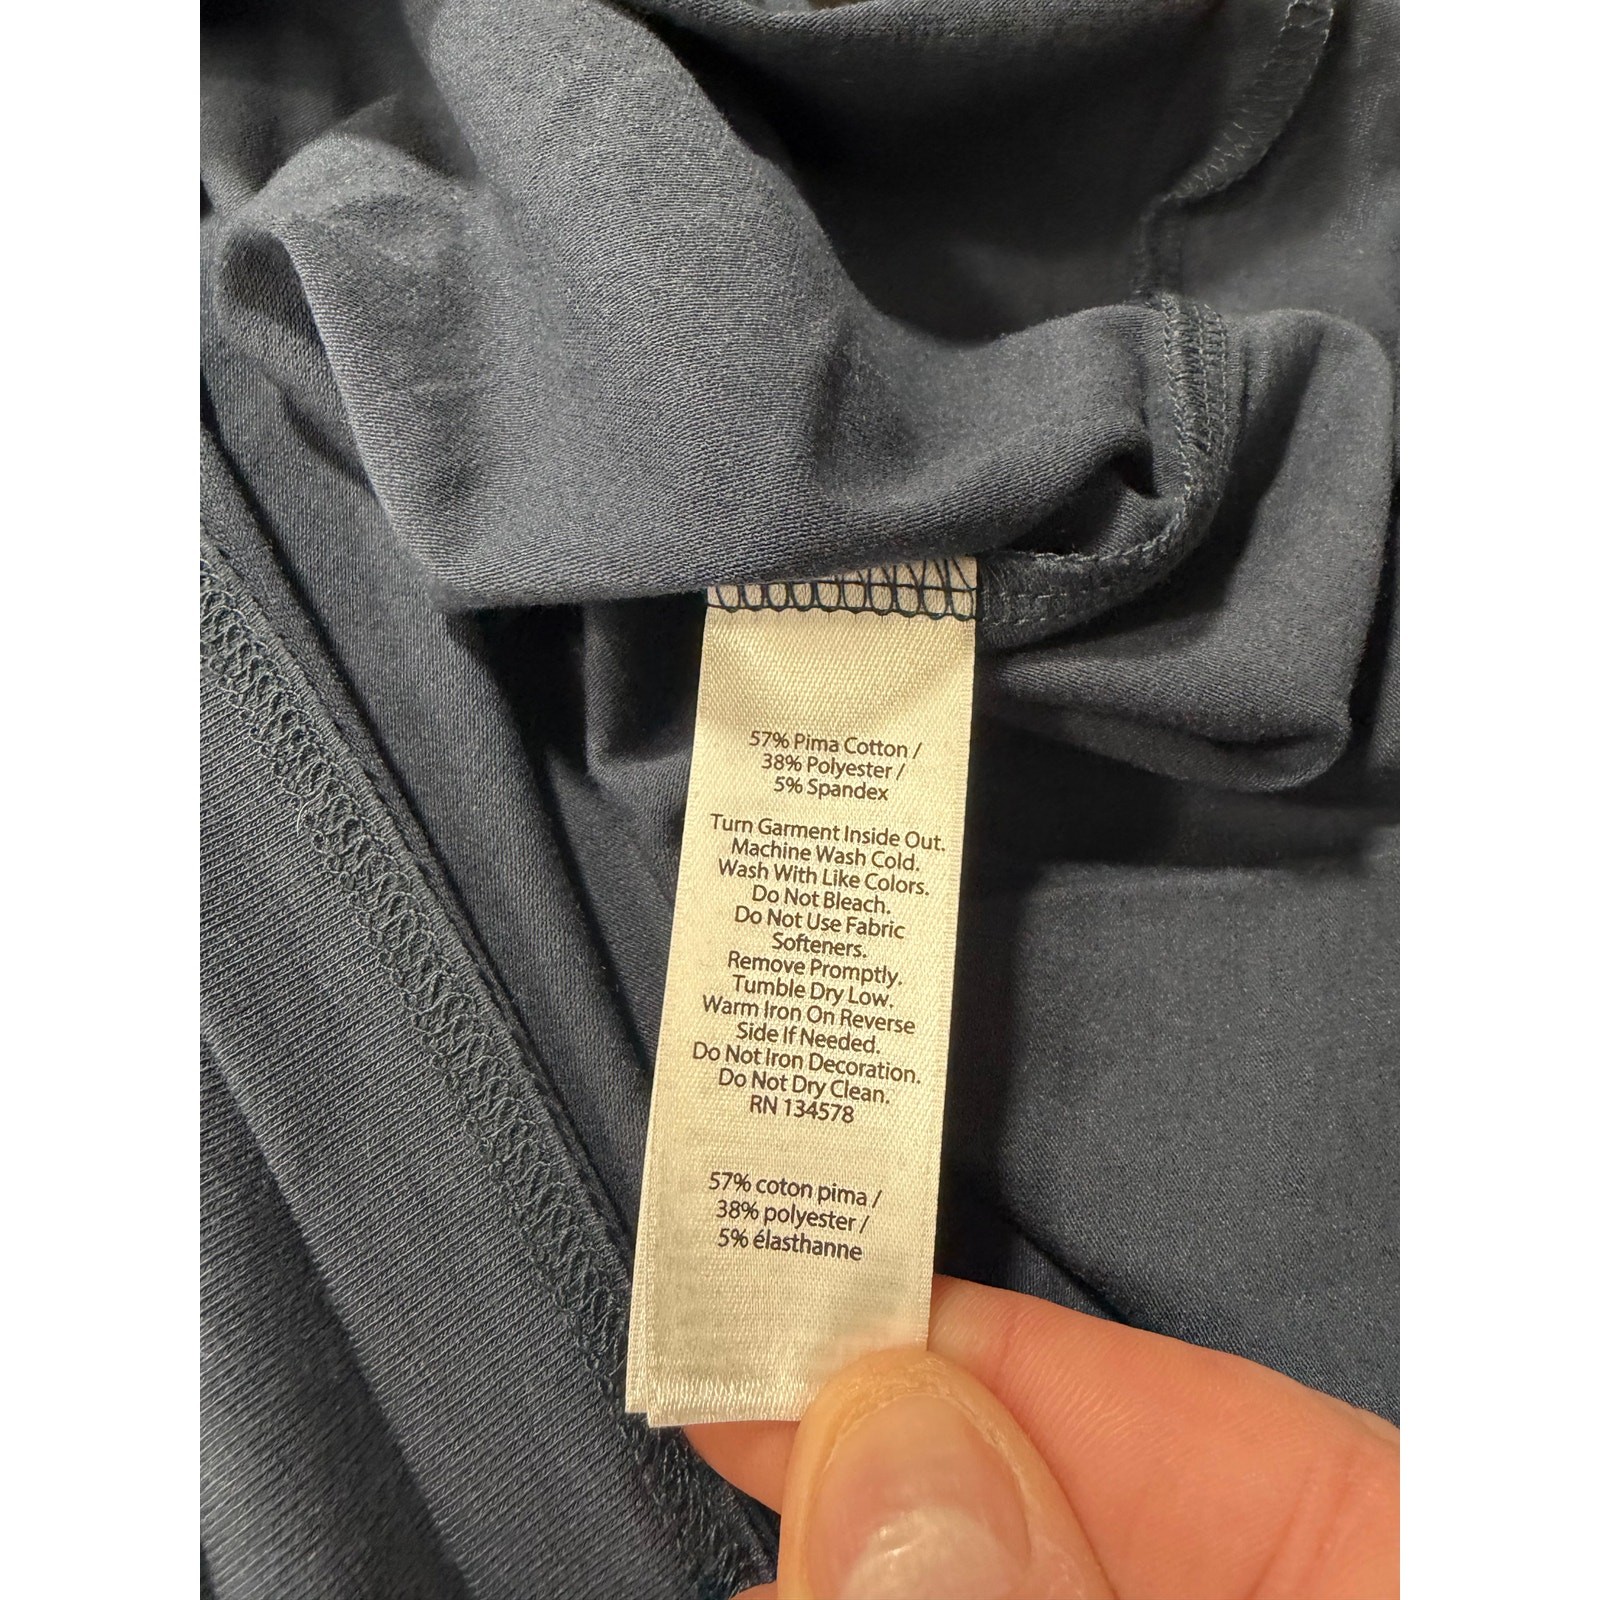 57% Pima Cotton /
38% Polyester /
5% Spandex
Turn Garment Inside Out.
Machine Wash Cold.
Wash With Like Colors.
Do Not Bleach.
Do Not Use Fabric
Softeners.
Remove Promptly.
Tumble Dry Low.
Warm Iron On Reverse
Side If Needed.
Do Not Iron Decoration.
Do Not Dry Clean.
RN 134578
57% coton pima /
38% polyester /
5% élasthanne